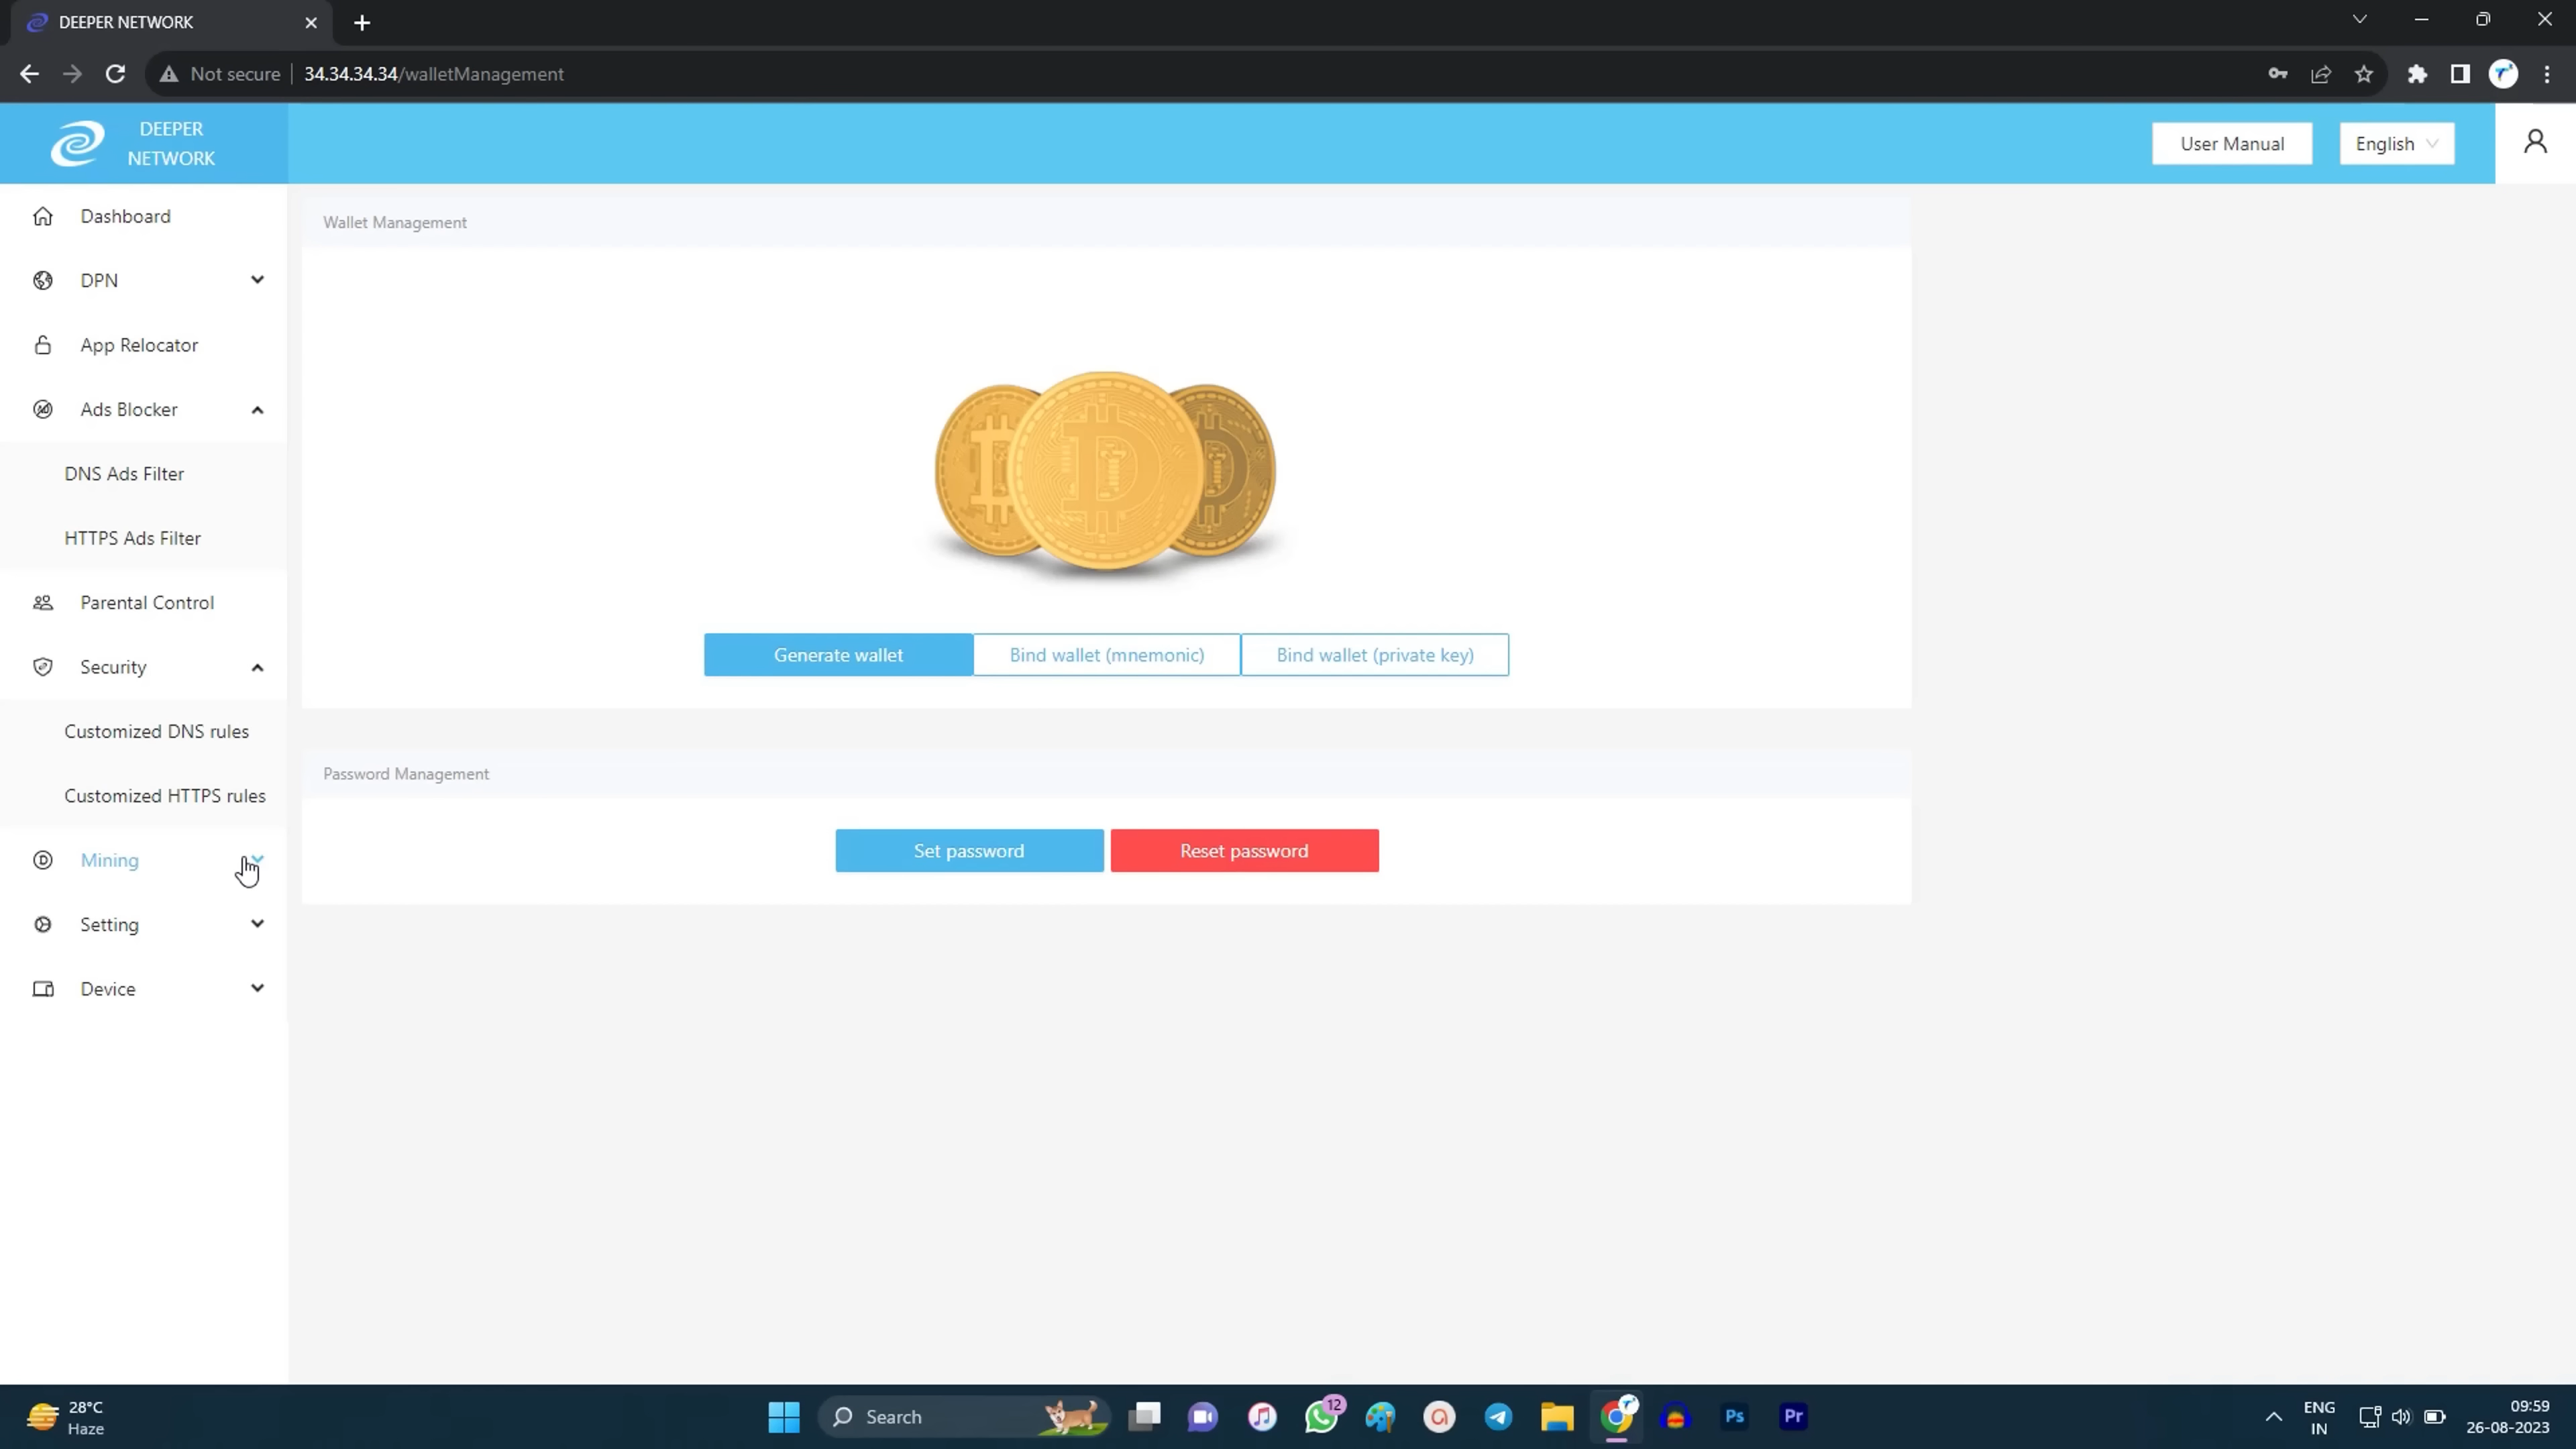 DEEPER NETWORK
Not secure
34.34.34.34/walletManagement
DEEPER
NETWORK
User Manual
English
Dashboard
DPN
App Relocator
Ads Blocker
DNS Ads Filter
HTTPS Ads Filter
Parental Control
Security
Customized DNS rules
Customized HTTPS rules
Mining
Setting
Device
Wallet Management
Generate wallet
Bind wallet (mnemonic)
Bind wallet (private key)
Password Management
Set password
Reset password
28°C
Haze
Search
12
Ps
Pr
ENG
IN
09:59
26-08-2023